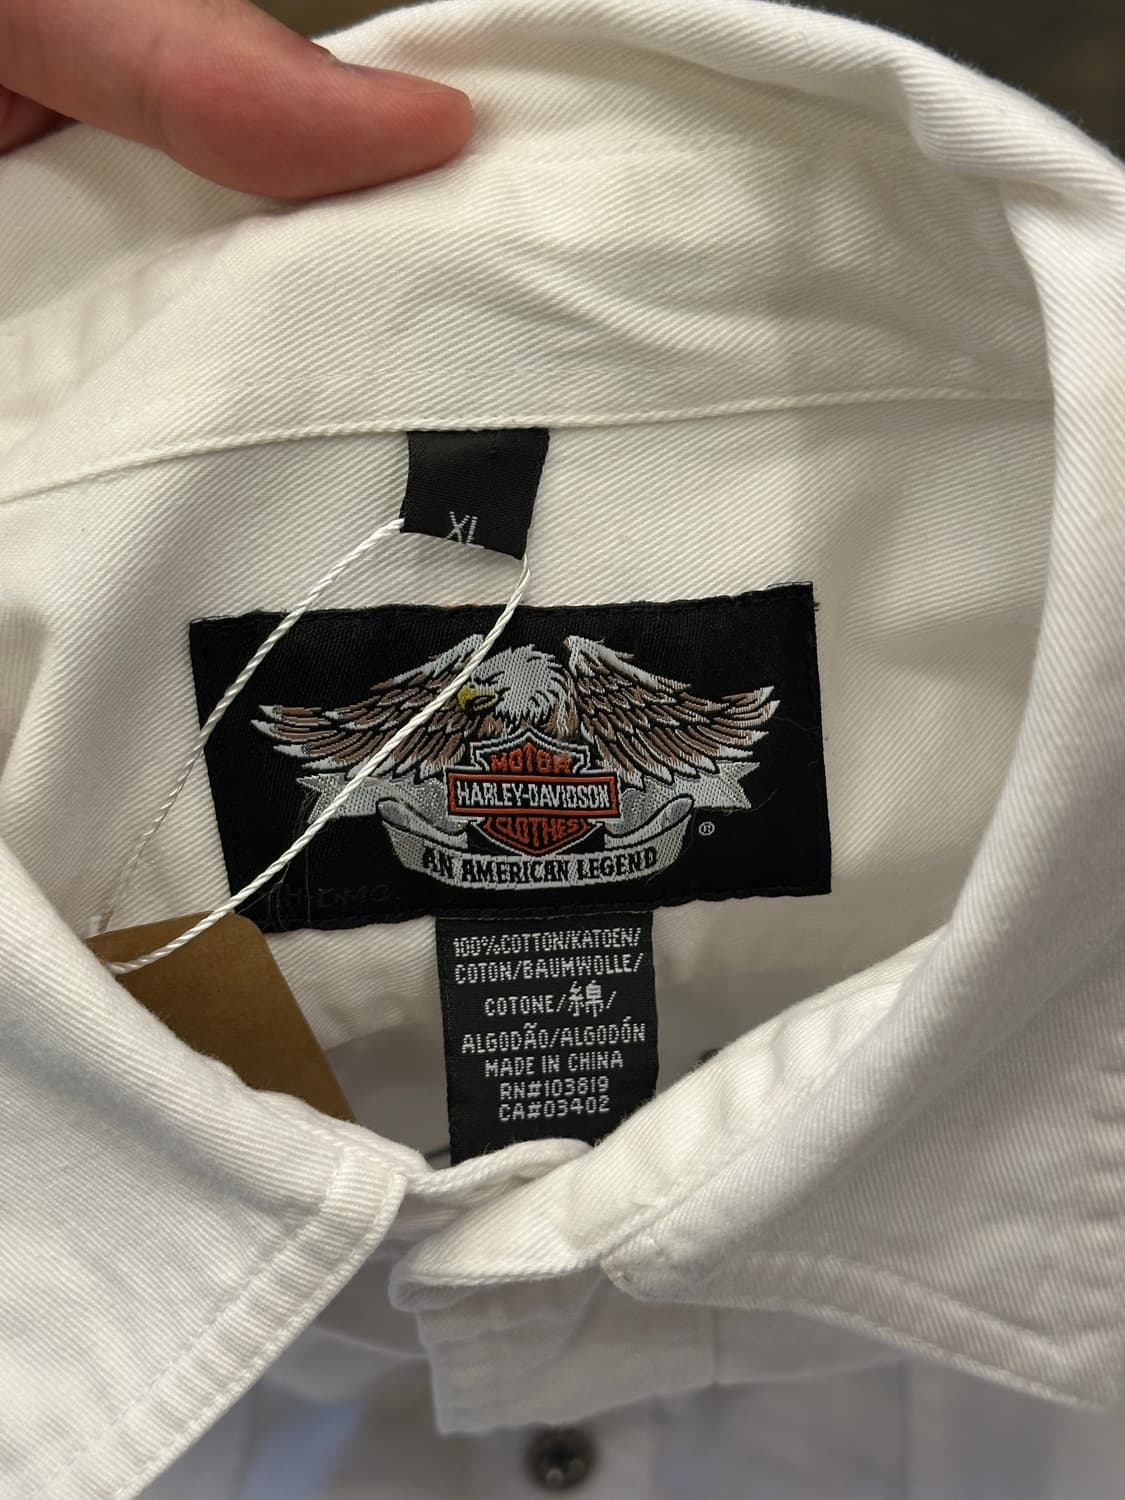 XL
MOTOR
HARLEY-DAVIDSON
CLOTHES
AN AMERICAN LEGEND
®
H-DMC.
100%COTTON/KATOEN/
COTON/BAUMWOLLE/
COTONE/綿/
ALGODÃO/ALGODÓN
MADE IN CHINA
RN#103819
CA#03402